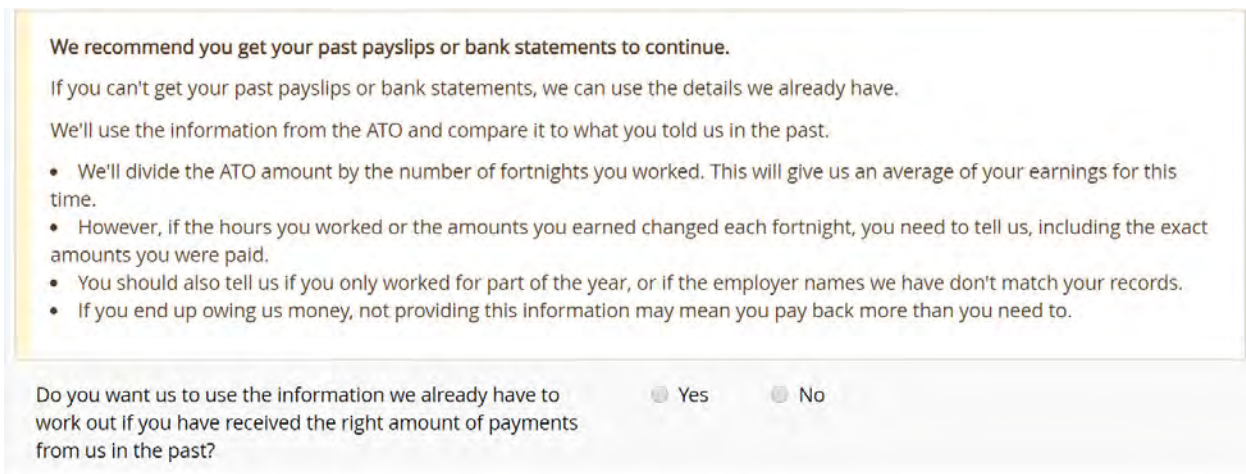 We recommend you get your past payslips or bank statements to continue.
If you can't get your past payslips or bank statements, we can use the details we already have.
We'll use the information from the ATO and compare it to what you told us in the past.
• We'll divide the ATO amount by the number of fortnights you worked. This will give us an average of your earnings for this
time.
• However, if the hours you worked or the amounts you earned changed each fortnight, you need to tell us, including the exact
amounts you were paid.
• You should also tell us if you only worked for part of the year, or if the employer names we have don't match your records.
• If you end up owing us money, not providing this information may mean you pay back more than you need to.
Do you want us to use the information we already have to Yes No
work out if you have received the right amount of payments
from us in the past?